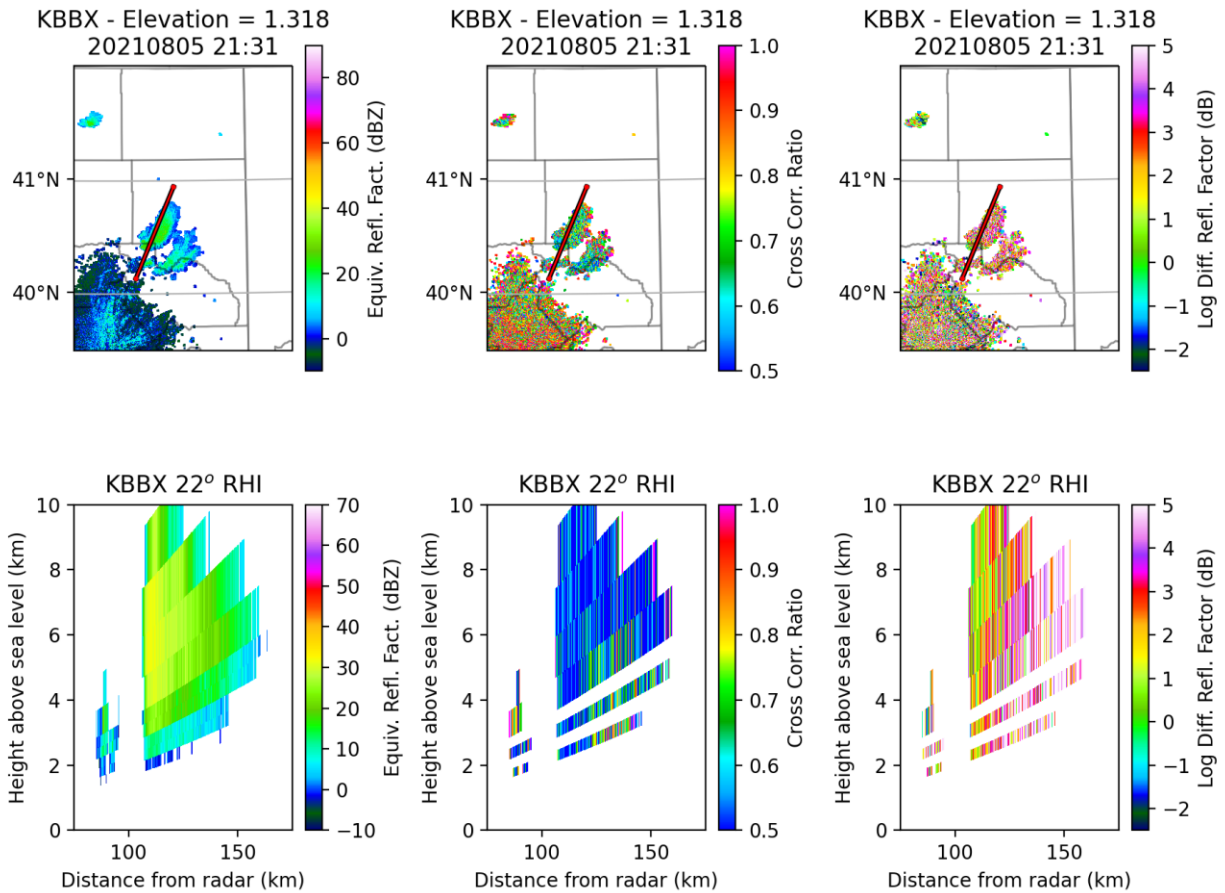 KBBX - Elevation = 1.318
20210805 21:31
41°N
40°N
80
60
40
20
0
Equiv. Refl. Fact. (dBZ)
KBBX - Elevation = 1.318
20210805 21:31
41°N
40°N
1.0
0.9
0.8
0.7
0.6
0.5
Cross Corr. Ratio
KBBX - Elevation = 1.318
20210805 21:31
41°N
40°N
5
4
3
2
1
0
−1
−2
Log Diff. Refl. Factor (dB)
KBBX 22° RHI
Height above sea level (km)
10
8
6
4
2
0
100
150
Distance from radar (km)
70
60
50
40
30
20
10
0
−10
Equiv. Refl. Fact. (dBZ)
KBBX 22° RHI
Height above sea level (km)
10
8
6
4
2
0
100
150
Distance from radar (km)
1.0
0.9
0.8
0.7
0.6
0.5
Cross Corr. Ratio
KBBX 22° RHI
Height above sea level (km)
10
8
6
4
2
0
100
150
Distance from radar (km)
5
4
3
2
1
0
−1
−2
Log Diff. Refl. Factor (dB)